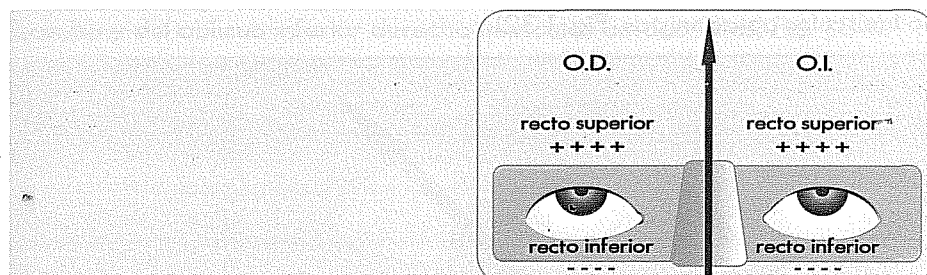 O.D. O.I.
recto superior recto superior
++++ ++++
recto inferior recto inferior
---- ----